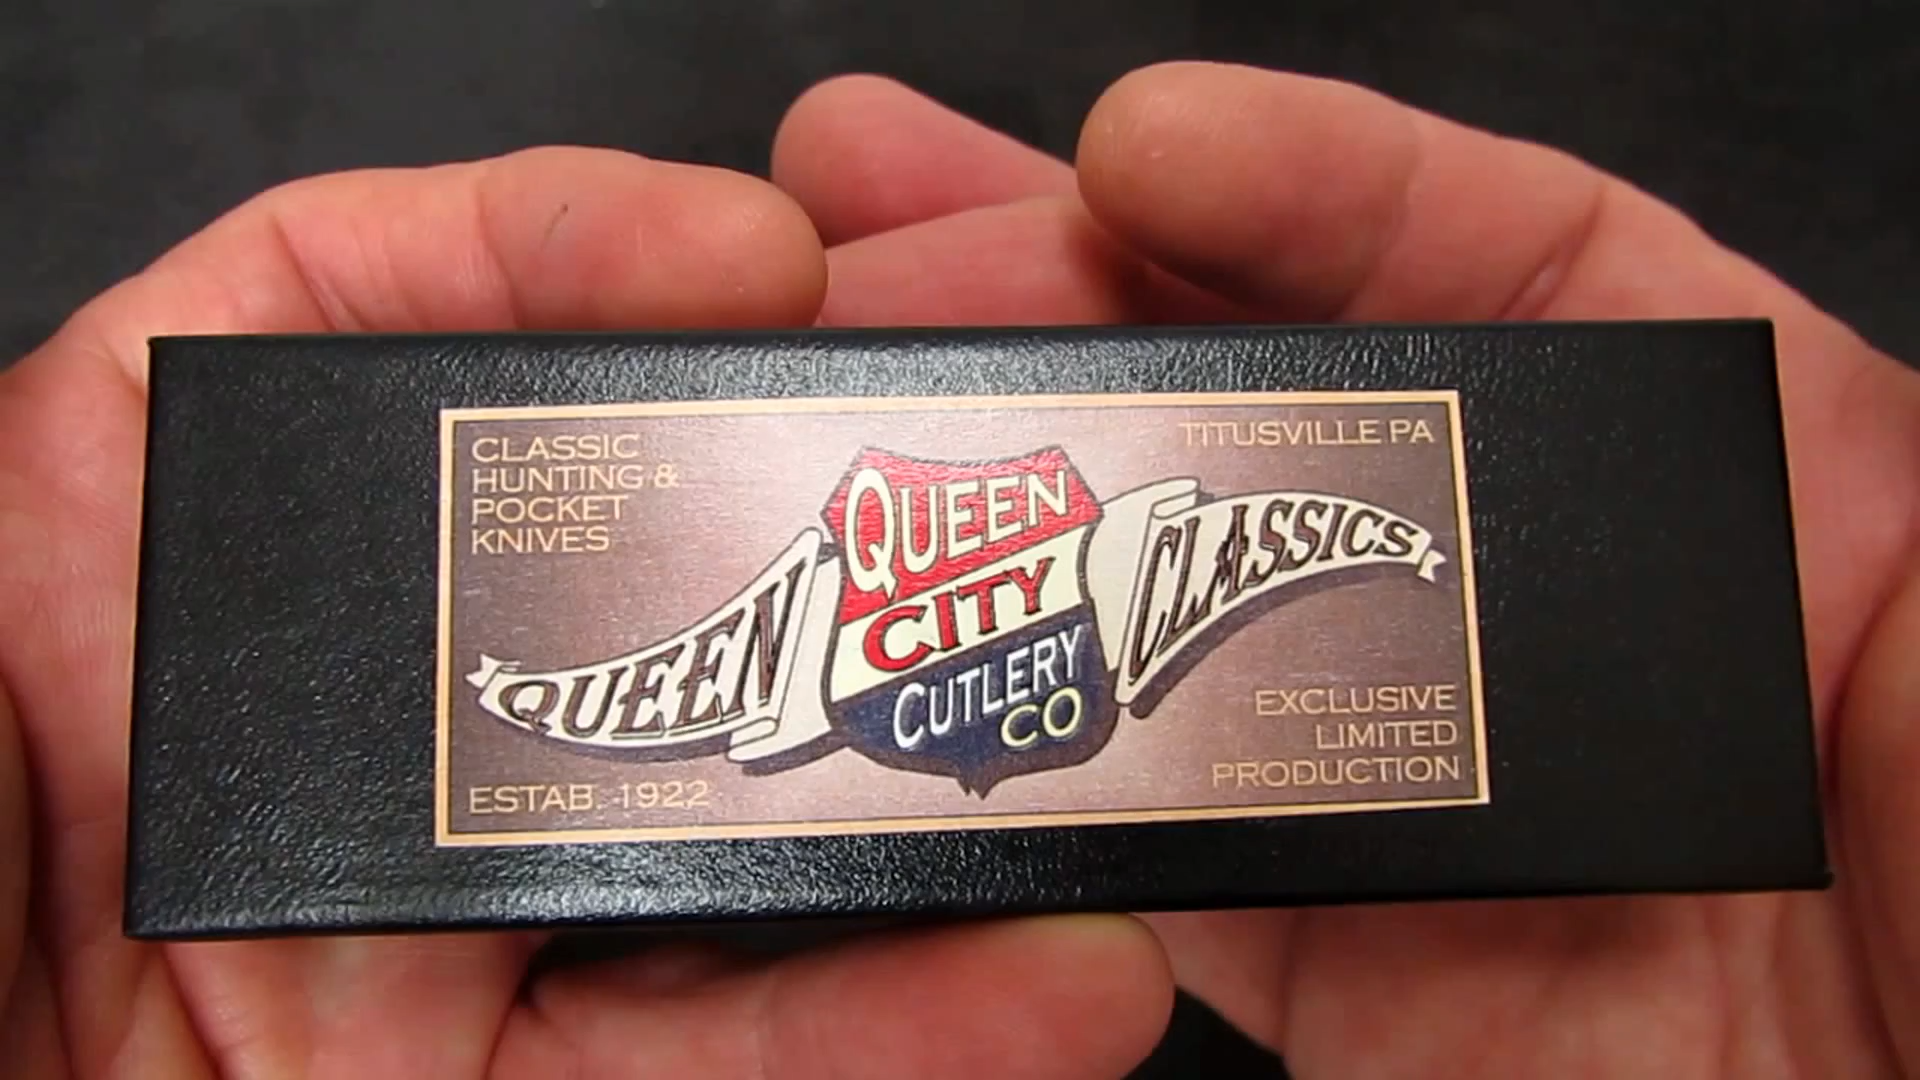 CLASSIC
HUNTING &
POCKET
KNIVES
TITUSVILLE PA
QUEEN
CITY
CUTLERY
CO
QUEEN
CLASSICS
ESTAB. 1922
EXCLUSIVE
LIMITED
PRODUCTION